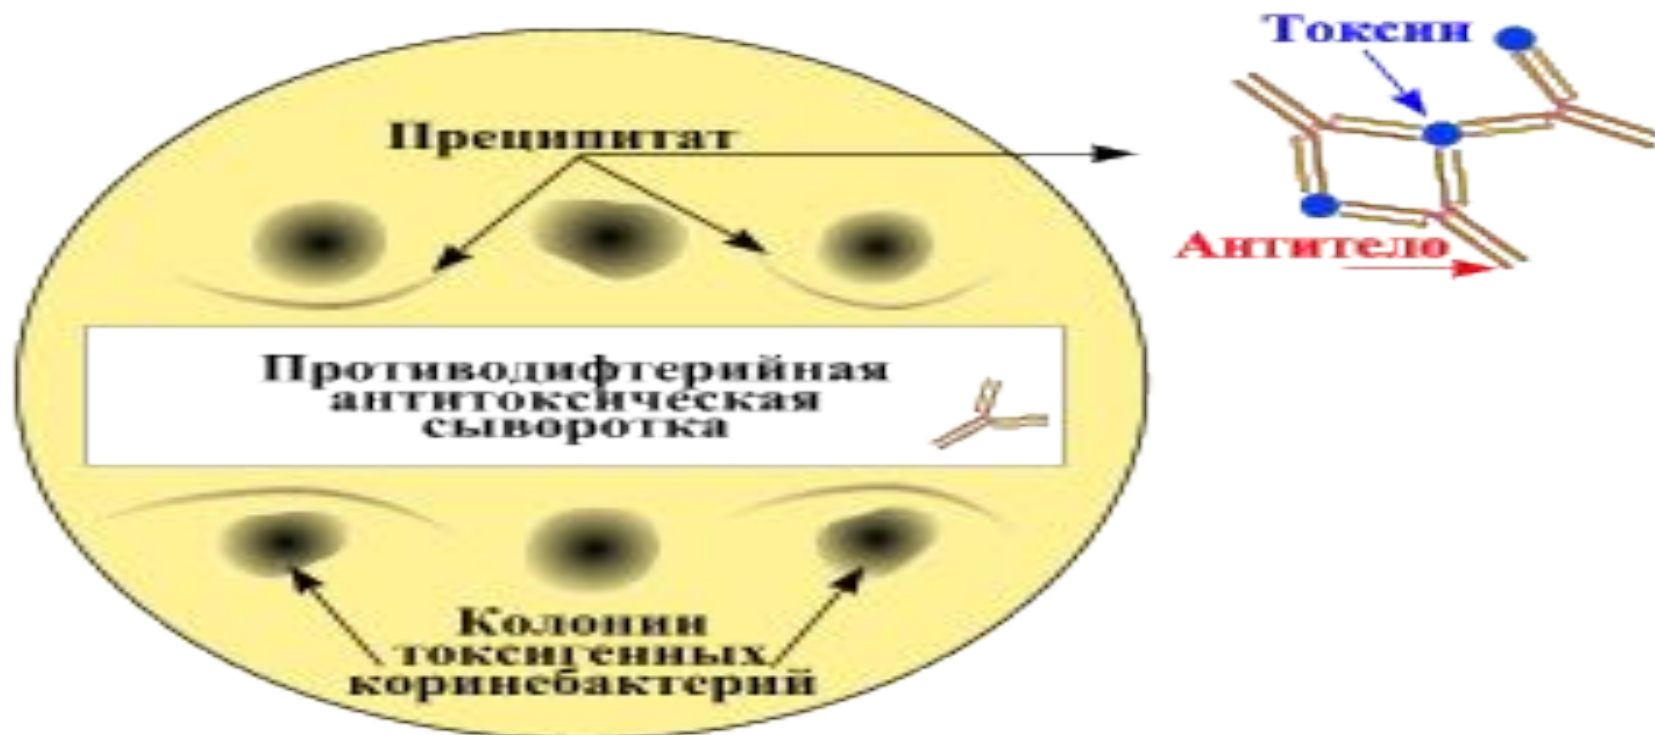 Преципитат
Токсин
Антитело
Противодифтерийная
антитоксическая
сыворотка
Колонии
токсигенных
коринебактерий